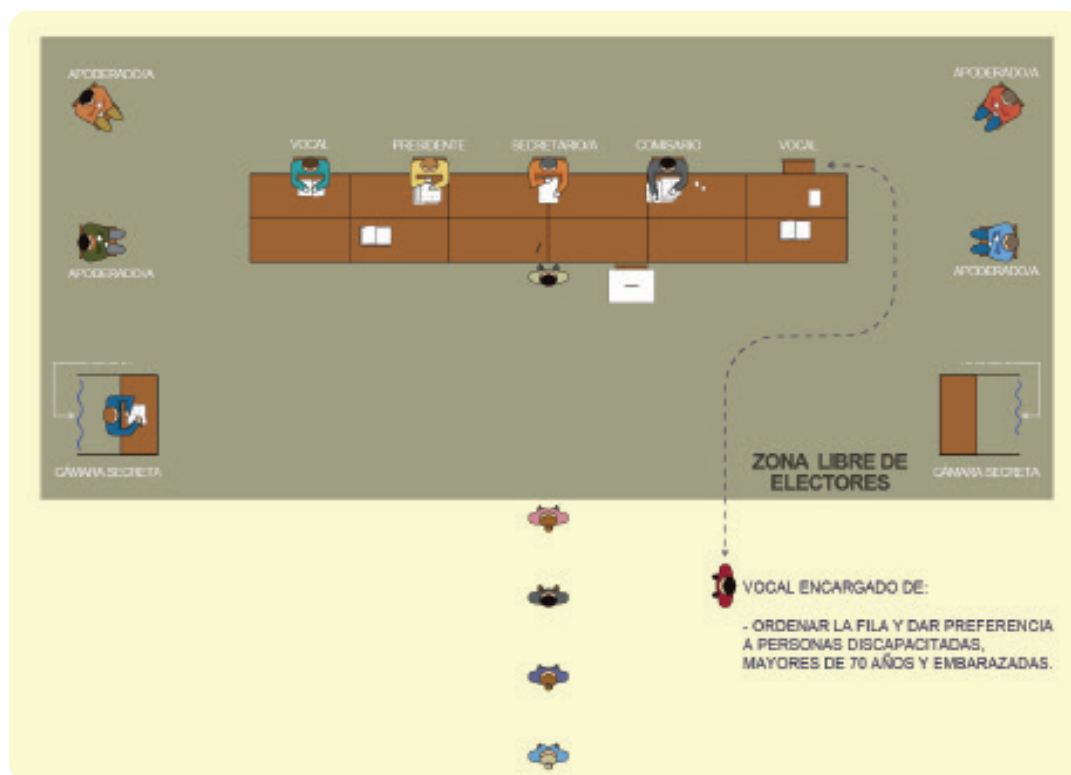 APODERADO/A
APODERADO/A
VOCAL
PRESIDENTE
SECRETARIO/A
COMISARIO
VOCAL
APODERADO/A
APODERADO/A
CÁMARA SECRETA
ZONA LIBRE DE
ELECTORES
CÁMARA SECRETA
VOCAL ENCARGADO DE:
- ORDENAR LA FILA Y DAR PREFERENCIA
A PERSONAS DISCAPACITADAS,
MAYORES DE 70 AÑOS Y EMBARAZADAS.